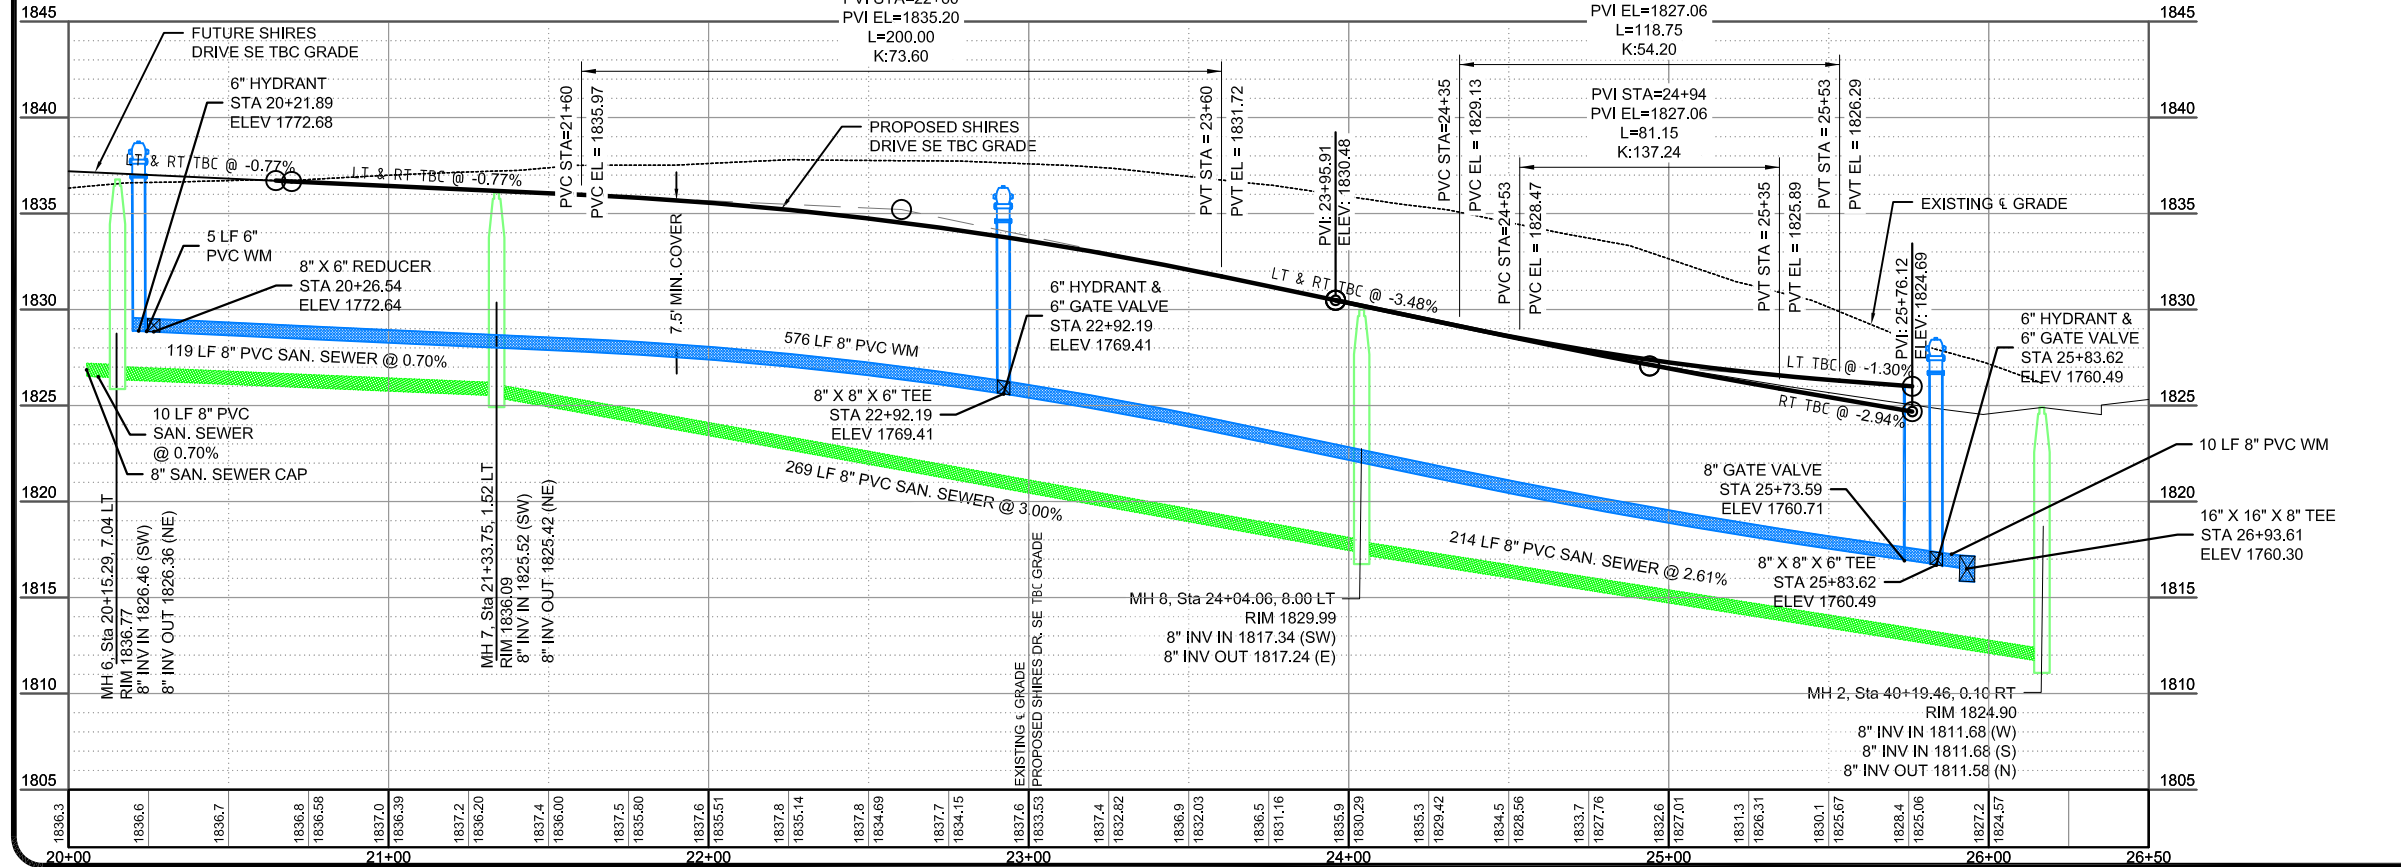 PVI EL=1835.20
L=200.00
K:73.60
PVI EL=1827.06
L=118.75
K:54.20
PVI STA=24+94
PVI EL=1827.06
L=81.15
K:137.24
1845
1840
1835
1830
1825
1820
1815
1810
1805
1845
1840
1835
1830
1825
1820
1815
1810
1805
FUTURE SHIRES
DRIVE SE TBC GRADE
6" HYDRANT
STA 20+21.89
ELEV 1772.68
LT & RT TBC @ -0.77%
LT & RT TBC @ -0.77%
5 LF 6"
PVC WM
8" X 6" REDUCER
STA 20+26.54
ELEV 1772.64
119 LF 8" PVC SAN. SEWER @ 0.70%
10 LF 8" PVC
SAN. SEWER
@ 0.70%
8" SAN. SEWER CAP
MH 6, Sta 20+15.29, 7.04 LT
RIM 1836.77
8" INV IN 1826.46 (SW)
8" INV OUT 1826.36 (NE)
MH 7, Sta 21+33.75, 1.52 LT
RIM 1836.09
8" INV IN 1825.52 (SW)
8" INV OUT 1825.42 (NE)
PVC STA=21+60
PVC EL = 1835.97
7.5' MIN. COVER
PROPOSED SHIRES
DRIVE SE TBC GRADE
576 LF 8" PVC WM
8" X 8" X 6" TEE
STA 22+92.19
ELEV 1769.41
269 LF 8" PVC SAN. SEWER @ 3.00%
6" HYDRANT &
6" GATE VALVE
STA 22+92.19
ELEV 1769.41
EXISTING ℄ GRADE
PROPOSED SHIRES DR. SE TBC GRADE
PVT STA = 23+60
PVT EL = 1831.72
PVI: 23+95.91
ELEV: 1830.48
LT & RT TBC @ -3.48%
PVC STA=24+35
PVC EL = 1829.13
PVC STA=24+53
PVC EL = 1828.47
PVT STA = 25+35
PVT EL = 1825.89
PVT STA = 25+53
PVT EL = 1826.29
EXISTING ℄ GRADE
PVI: 25+76.12
ELEV: 1824.69
LT TBC @ -1.30%
RT TBC @ -2.94%
6" HYDRANT &
6" GATE VALVE
STA 25+83.62
ELEV 1760.49
10 LF 8" PVC WM
8" GATE VALVE
STA 25+73.59
ELEV 1760.71
16" X 16" X 8" TEE
STA 26+93.61
ELEV 1760.30
8" X 8" X 6" TEE
STA 25+83.62
ELEV 1760.49
214 LF 8" PVC SAN. SEWER @ 2.61%
MH 8, Sta 24+04.06, 8.00 LT
RIM 1829.99
8" INV IN 1817.34 (SW)
8" INV OUT 1817.24 (E)
MH 2, Sta 40+19.46, 0.10 RT
RIM 1824.90
8" INV IN 1811.68 (W)
8" INV IN 1811.68 (S)
8" INV OUT 1811.58 (N)
1836.3
1836.6
1836.7
1836.8
1836.58
1837.0
1836.39
1837.2
1836.20
1837.4
1836.00
1837.5
1835.80
1837.6
1835.51
1837.8
1835.14
1837.8
1834.69
1837.7
1834.15
1837.6
1833.53
1837.4
1832.82
1836.9
1832.03
1836.5
1831.16
1835.9
1830.29
1835.3
1829.42
1834.5
1828.56
1833.7
1827.76
1832.6
1827.01
1831.3
1826.31
1830.1
1825.67
1828.4
1825.06
1827.2
1824.57
20+00
21+00
22+00
23+00
24+00
25+00
26+00
26+50